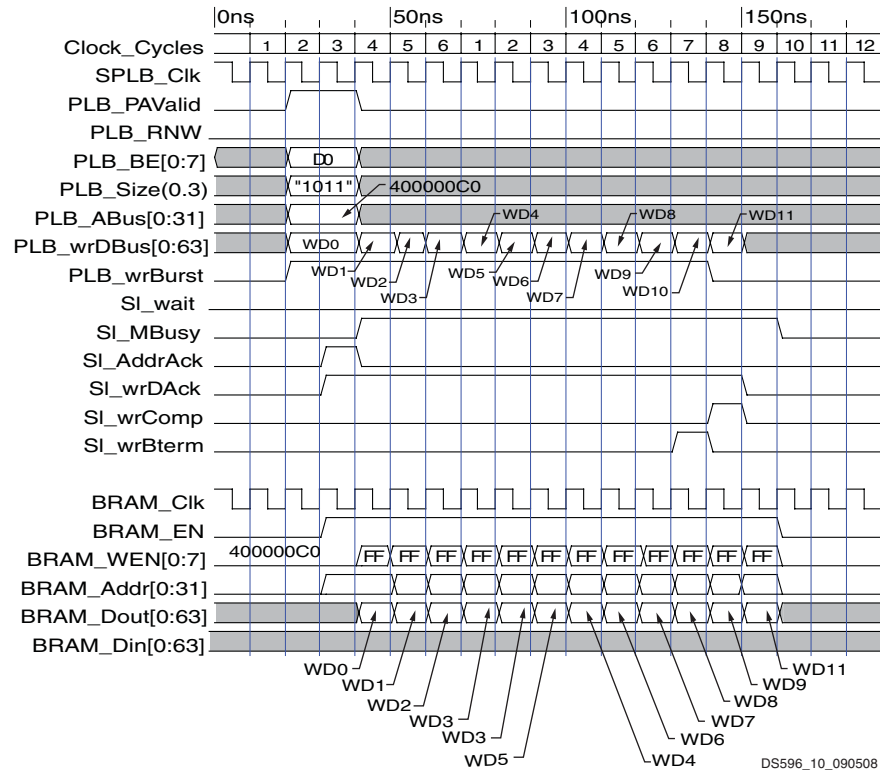 0ns 50ns 100ns 150ns
Clock_Cycles 1 2 3 4 5 6 1 2 3 4 5 6 7 8 9 10 11 12
SPLB_Clk
PLB_PAValid
PLB_RNW
PLB_BE[0:7] D0
PLB_Size(0.3) "1011" 400000C0
PLB_ABus[0:31] WD4 WD8 WD11
PLB_wrDBus[0:63] WD0
PLB_wrBurst WD1 WD2 WD3 WD5 WD6 WD7 WD9 WD10
Sl_wait
Sl_MBusy
Sl_AddrAck
Sl_wrDAck
Sl_wrComp
Sl_wrBterm
BRAM_Clk
BRAM_EN
BRAM_WEN[0:7] 400000C0 FF FF FF FF FF FF FF FF FF FF FF FF
BRAM_Addr[0:31]
BRAM_Dout[0:63]
BRAM_Din[0:63]
WD0 WD11
WD1 WD9
WD2 WD8
WD3 WD7
WD3 WD6
WD5 WD4
DS596_10_090508